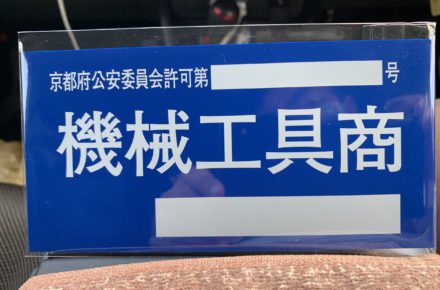 京都府公安委員会許可第 号
機械工具商